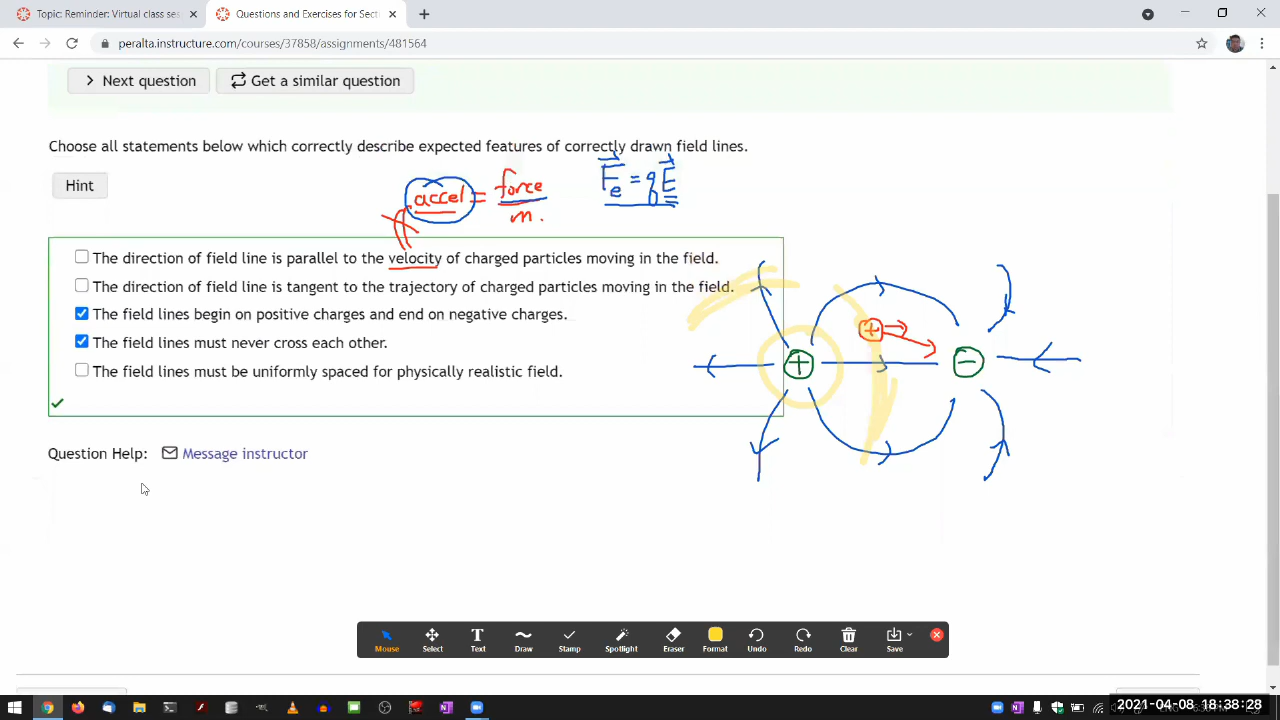 Topic: Review: Virtual class ses
Questions and Exercises for Sect
peralta.instructure.com/courses/37858/assignments/481564
Next question
Get a similar question
Choose all statements below which correctly describe expected features of correctly drawn field lines.
Hint
accel = force
m.
Fe = qE
The direction of field line is parallel to the velocity of charged particles moving in the field.
The direction of field line is tangent to the trajectory of charged particles moving in the field.
The field lines begin on positive charges and end on negative charges.
The field lines must never cross each other.
The field lines must be uniformly spaced for physically realistic field.
+
+
−
Question Help: Message instructor
Mouse Select Text Draw Stamp Spotlight Eraser Format Undo Redo Clear Save
2021-04-08 18:38:28